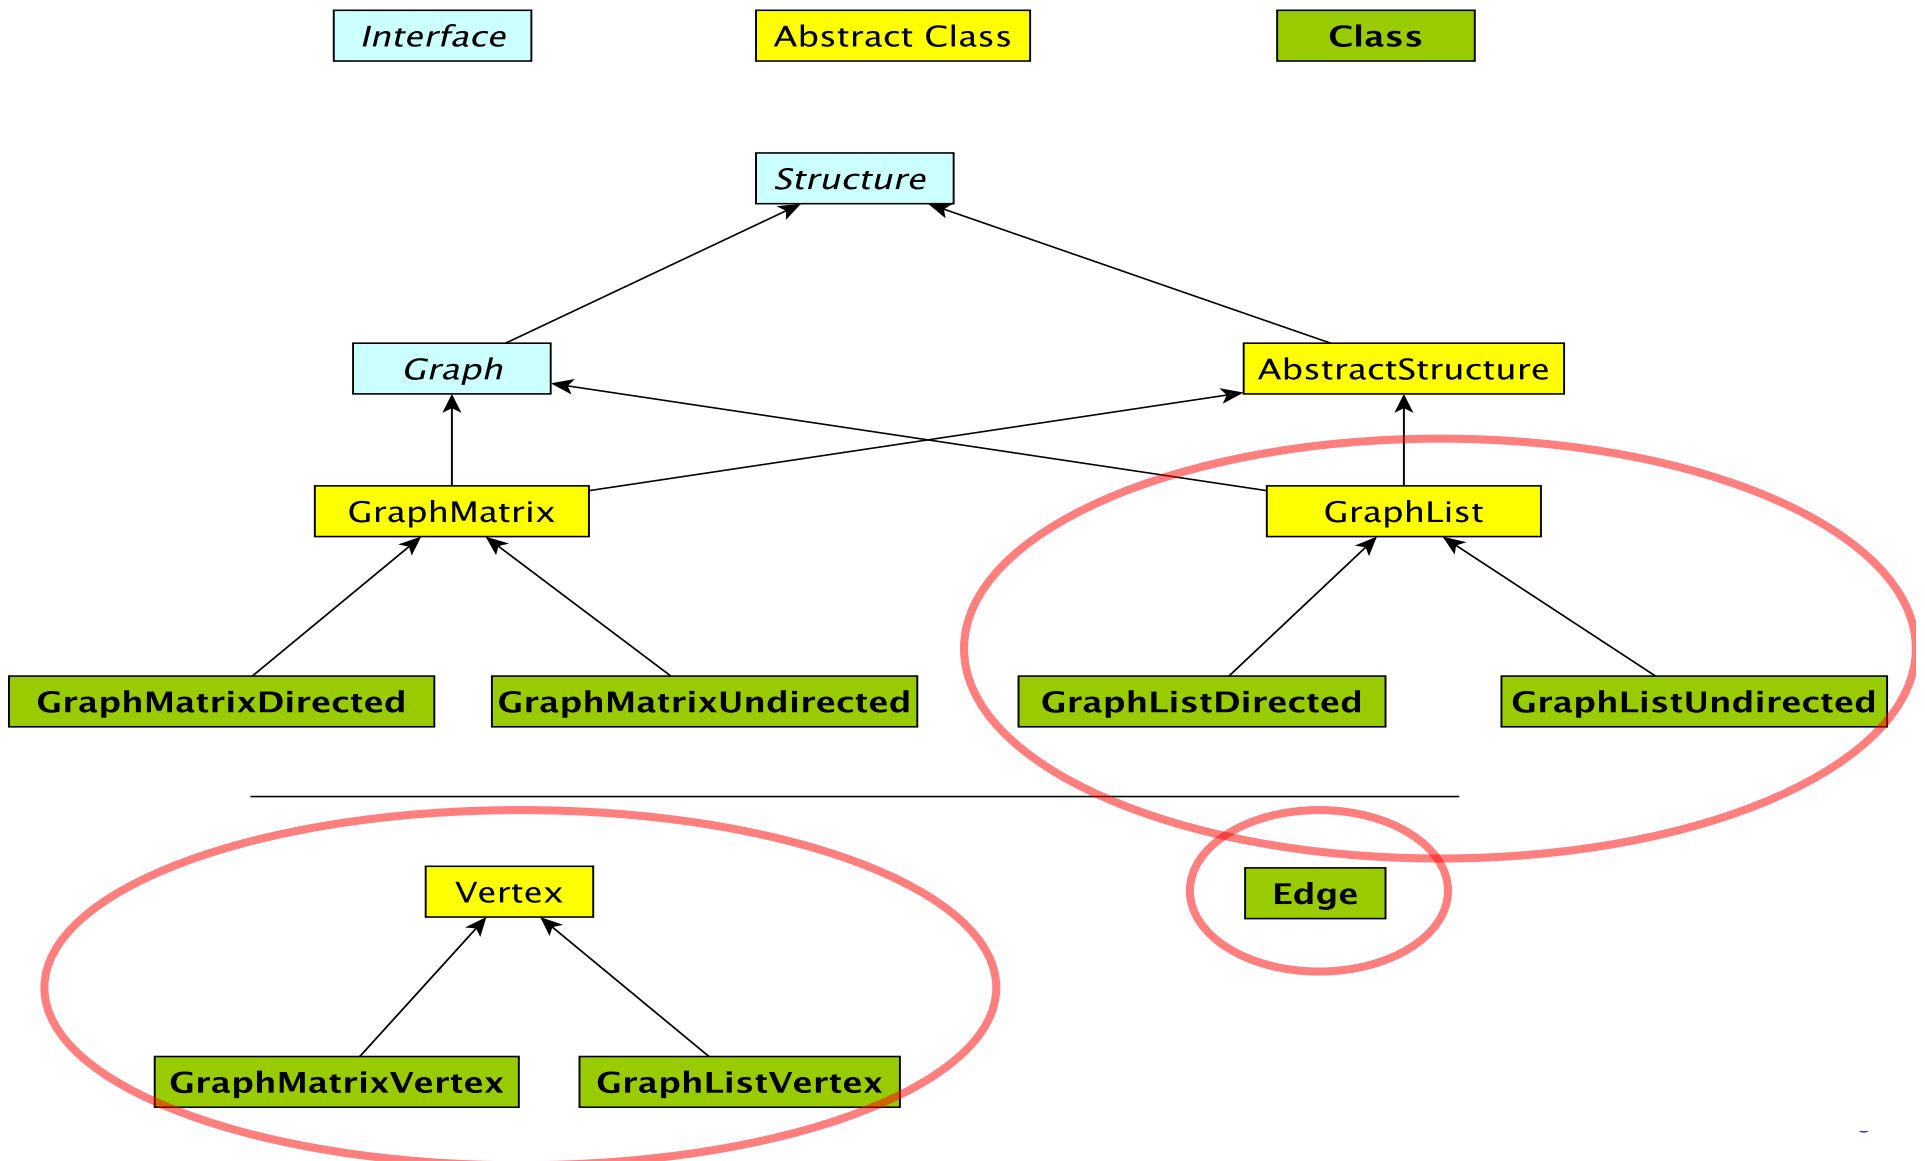 Interface
Abstract Class
Class
Structure
Graph
AbstractStructure
GraphMatrix
GraphList
GraphMatrixDirected
GraphMatrixUndirected
GraphListDirected
GraphListUndirected
Vertex
Edge
GraphMatrixVertex
GraphListVertex